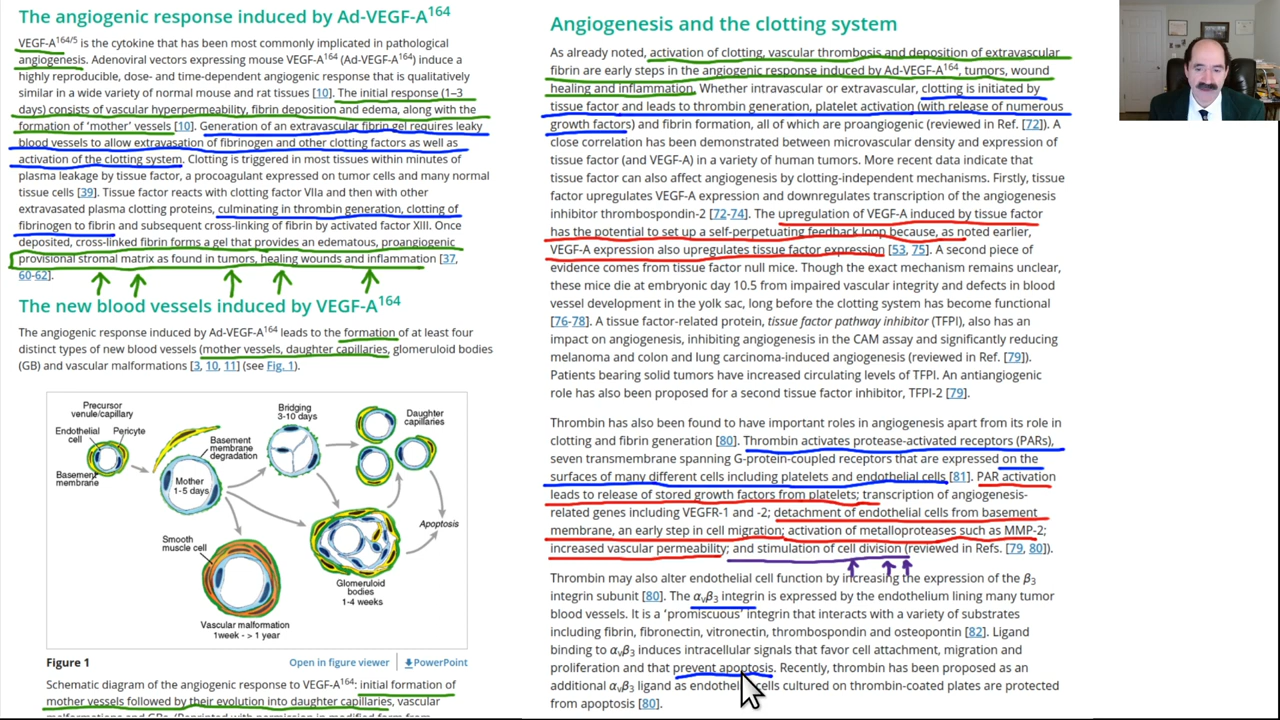 The angiogenic response induced by Ad-VEGF-A164
VEGF-A164/5 is the cytokine that has been most commonly implicated in pathological
angiogenesis. Adenoviral vectors expressing mouse VEGF-A164 (Ad-VEGF-A164) induce a
highly reproducible, dose- and time-dependent angiogenic response that is qualitatively
similar in a wide variety of normal mouse and rat tissues [10]. The initial response (1–3
days) consists of vascular hyperpermeability, fibrin deposition and edema, along with the
formation of ‘mother’ vessels [10]. Generation of an extravascular fibrin gel requires leaky
blood vessels to allow extravasation of fibrinogen and other clotting factors as well as
activation of the clotting system. Clotting is triggered in most tissues within minutes of
plasma leakage by tissue factor, a procoagulant expressed on tumor cells and many normal
tissue cells [39]. Tissue factor reacts with clotting factor VIIa and then with other
extravasated plasma clotting proteins, culminating in thrombin generation, clotting of
fibrinogen to fibrin and subsequent cross-linking of fibrin by activated factor XIII. Once
deposited, cross-linked fibrin forms a gel that provides an edematous, proangiogenic
provisional stromal matrix as found in tumors, healing wounds and inflammation [37,
60-62].
The new blood vessels induced by VEGF-A164
The angiogenic response induced by Ad-VEGF-A164 leads to the formation of at least four
distinct types of new blood vessels (mother vessels, daughter capillaries, glomeruloid bodies
(GB) and vascular malformations [3, 10, 11] (see Fig. 1).
Precursor
venule/capillary
Endothelial
cell
Pericyte
Basement
membrane
Basement
membrane
degradation
Mother
1-5 days
Bridging
3-10 days
Daughter
capillaries
Apoptosis
Smooth
muscle cell
Glomeruloid
bodies
1-4 weeks
Vascular malformation
1week - > 1 year
Figure 1
Open in figure viewer
PowerPoint
Schematic diagram of the angiogenic response to VEGF-A164: initial formation of
mother vessels followed by their evolution into daughter capillaries, vascular
malformations and GBs. (Reprinted with permission in modified form from
Angiogenesis and the clotting system
As already noted, activation of clotting, vascular thrombosis and deposition of extravascular
fibrin are early steps in the angiogenic response induced by Ad-VEGF-A164, tumors, wound
healing and inflammation. Whether intravascular or extravascular, clotting is initiated by
tissue factor and leads to thrombin generation, platelet activation (with release of numerous
growth factors) and fibrin formation, all of which are proangiogenic (reviewed in Ref. [72]). A
close correlation has been demonstrated between microvascular density and expression of
tissue factor (and VEGF-A) in a variety of human tumors. More recent data indicate that
tissue factor can also affect angiogenesis by clotting-independent mechanisms. Firstly, tissue
factor upregulates VEGF-A expression and downregulates transcription of the angiogenesis
inhibitor thrombospondin-2 [72-74]. The upregulation of VEGF-A induced by tissue factor
has the potential to set up a self-perpetuating feedback loop because, as noted earlier,
VEGF-A expression also upregulates tissue factor expression [53, 75]. A second piece of
evidence comes from tissue factor null mice. Though the exact mechanism remains unclear,
these mice die at embryonic day 10.5 from impaired vascular integrity and defects in blood
vessel development in the yolk sac, long before the clotting system has become functional
[76-78]. A tissue factor-related protein, tissue factor pathway inhibitor (TFPI), also has an
impact on angiogenesis, inhibiting angiogenesis in the CAM assay and significantly reducing
melanoma and colon and lung carcinoma-induced angiogenesis (reviewed in Ref. [79]).
Patients bearing solid tumors have increased circulating levels of TFPI. An antiangiogenic
role has also been proposed for a second tissue factor inhibitor, TFPI-2 [79].
Thrombin has also been found to have important roles in angiogenesis apart from its role in
clotting and fibrin generation [80]. Thrombin activates protease-activated receptors (PARs),
seven transmembrane spanning G-protein-coupled receptors that are expressed on the
surfaces of many different cells including platelets and endothelial cells [81]. PAR activation
leads to release of stored growth factors from platelets; transcription of angiogenesis-
related genes including VEGFR-1 and -2; detachment of endothelial cells from basement
membrane, an early step in cell migration; activation of metalloproteases such as MMP-2;
increased vascular permeability; and stimulation of cell division (reviewed in Refs. [79, 80]).
Thrombin may also alter endothelial cell function by increasing the expression of the β3
integrin subunit [80]. The αvβ3 integrin is expressed by the endothelium lining many tumor
blood vessels. It is a ‘promiscuous’ integrin that interacts with a variety of substrates
including fibrin, fibronectin, vitronectin, thrombospondin and osteopontin [82]. Ligand
binding to αvβ3 induces intracellular signals that favor cell attachment, migration and
proliferation and that prevent apoptosis. Recently, thrombin has been proposed as an
additional αvβ3 ligand as endothelial cells cultured on thrombin-coated plates are protected
from apoptosis [80].